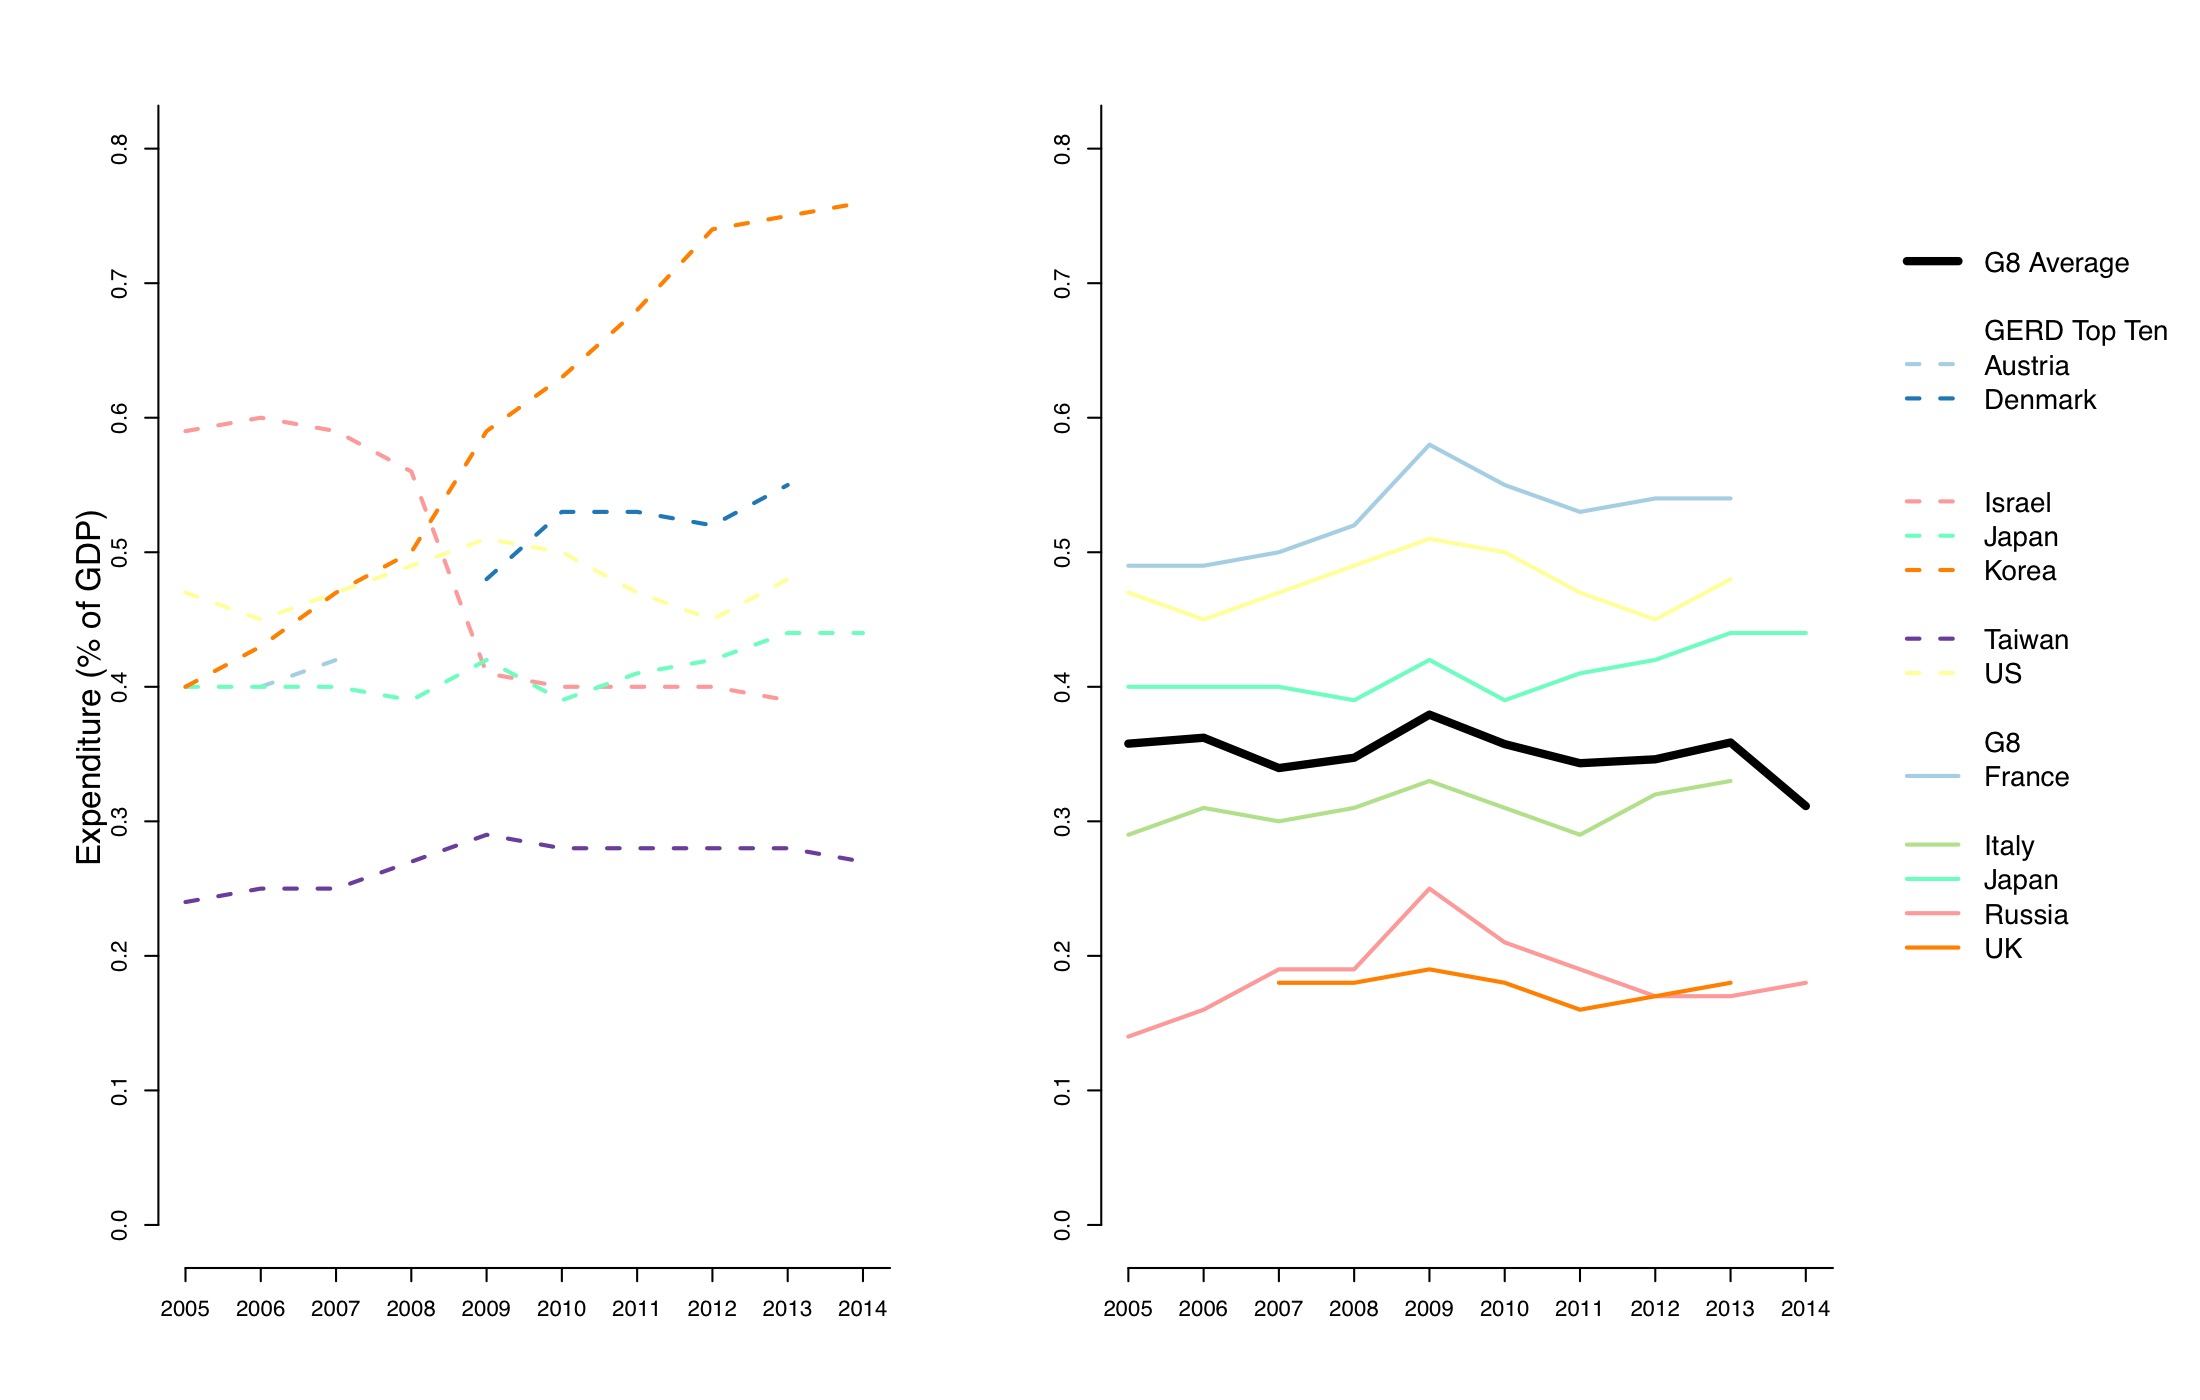 Expenditure (% of GDP)
0.8
0.7
0.6
0.5
0.4
0.3
0.2
0.1
0.0
2005 2006 2007 2008 2009 2010 2011 2012 2013 2014
0.8
0.7
0.6
0.5
0.4
0.3
0.2
0.1
0.0
2005 2006 2007 2008 2009 2010 2011 2012 2013 2014
G8 Average
GERD Top Ten
Austria
Denmark
Israel
Japan
Korea
Taiwan
US
G8
France
Italy
Japan
Russia
UK